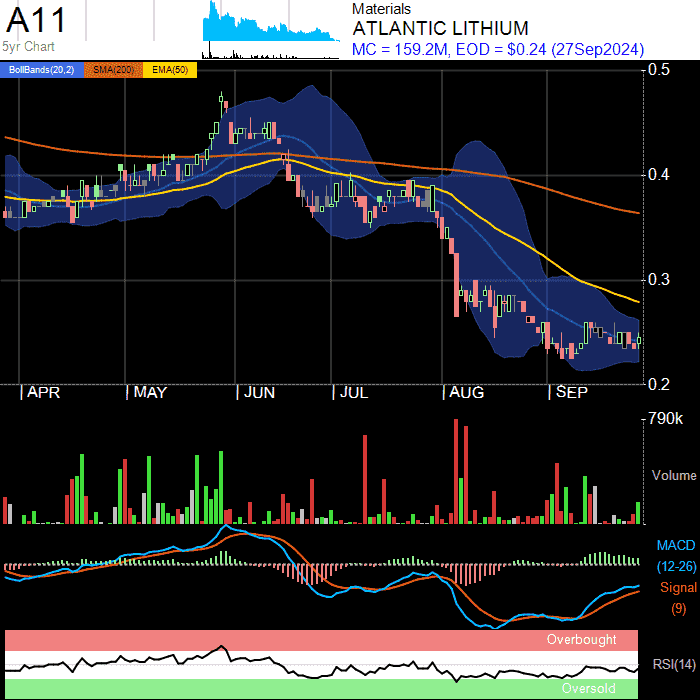 A11
5yr Chart
Materials
ATLANTIC LITHIUM
MC = 159.2M, EOD = $0.24 (27Sep2024)
BollBands(20,2) SMA(200) EMA(50)
0.5
0.4
0.3
0.2
APR MAY JUN JUL AUG SEP
790k
Volume
MACD
(12-26)
Signal
(9)
Overbought
RSI(14)
Oversold